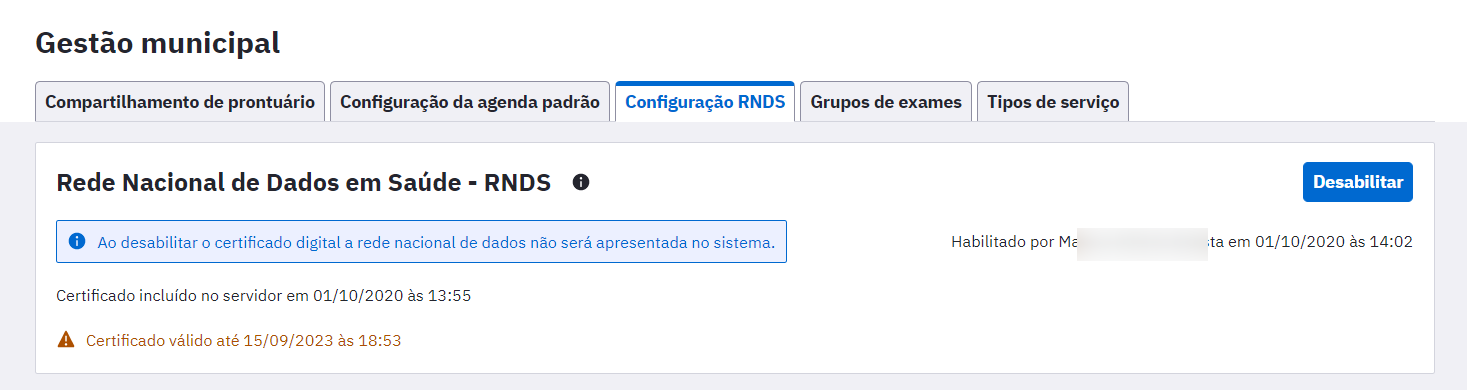 Gestão municipal
Compartilhamento de prontuário
Configuração da agenda padrão
Configuração RNDS
Grupos de exames
Tipos de serviço
Rede Nacional de Dados em Saúde - RNDS
Desabilitar
Ao desabilitar o certificado digital a rede nacional de dados não será apresentada no sistema.
Habilitado por em 01/10/2020 às 14:02
Certificado incluído no servidor em 01/10/2020 às 13:55
Certificado válido até 15/09/2023 às 18:53